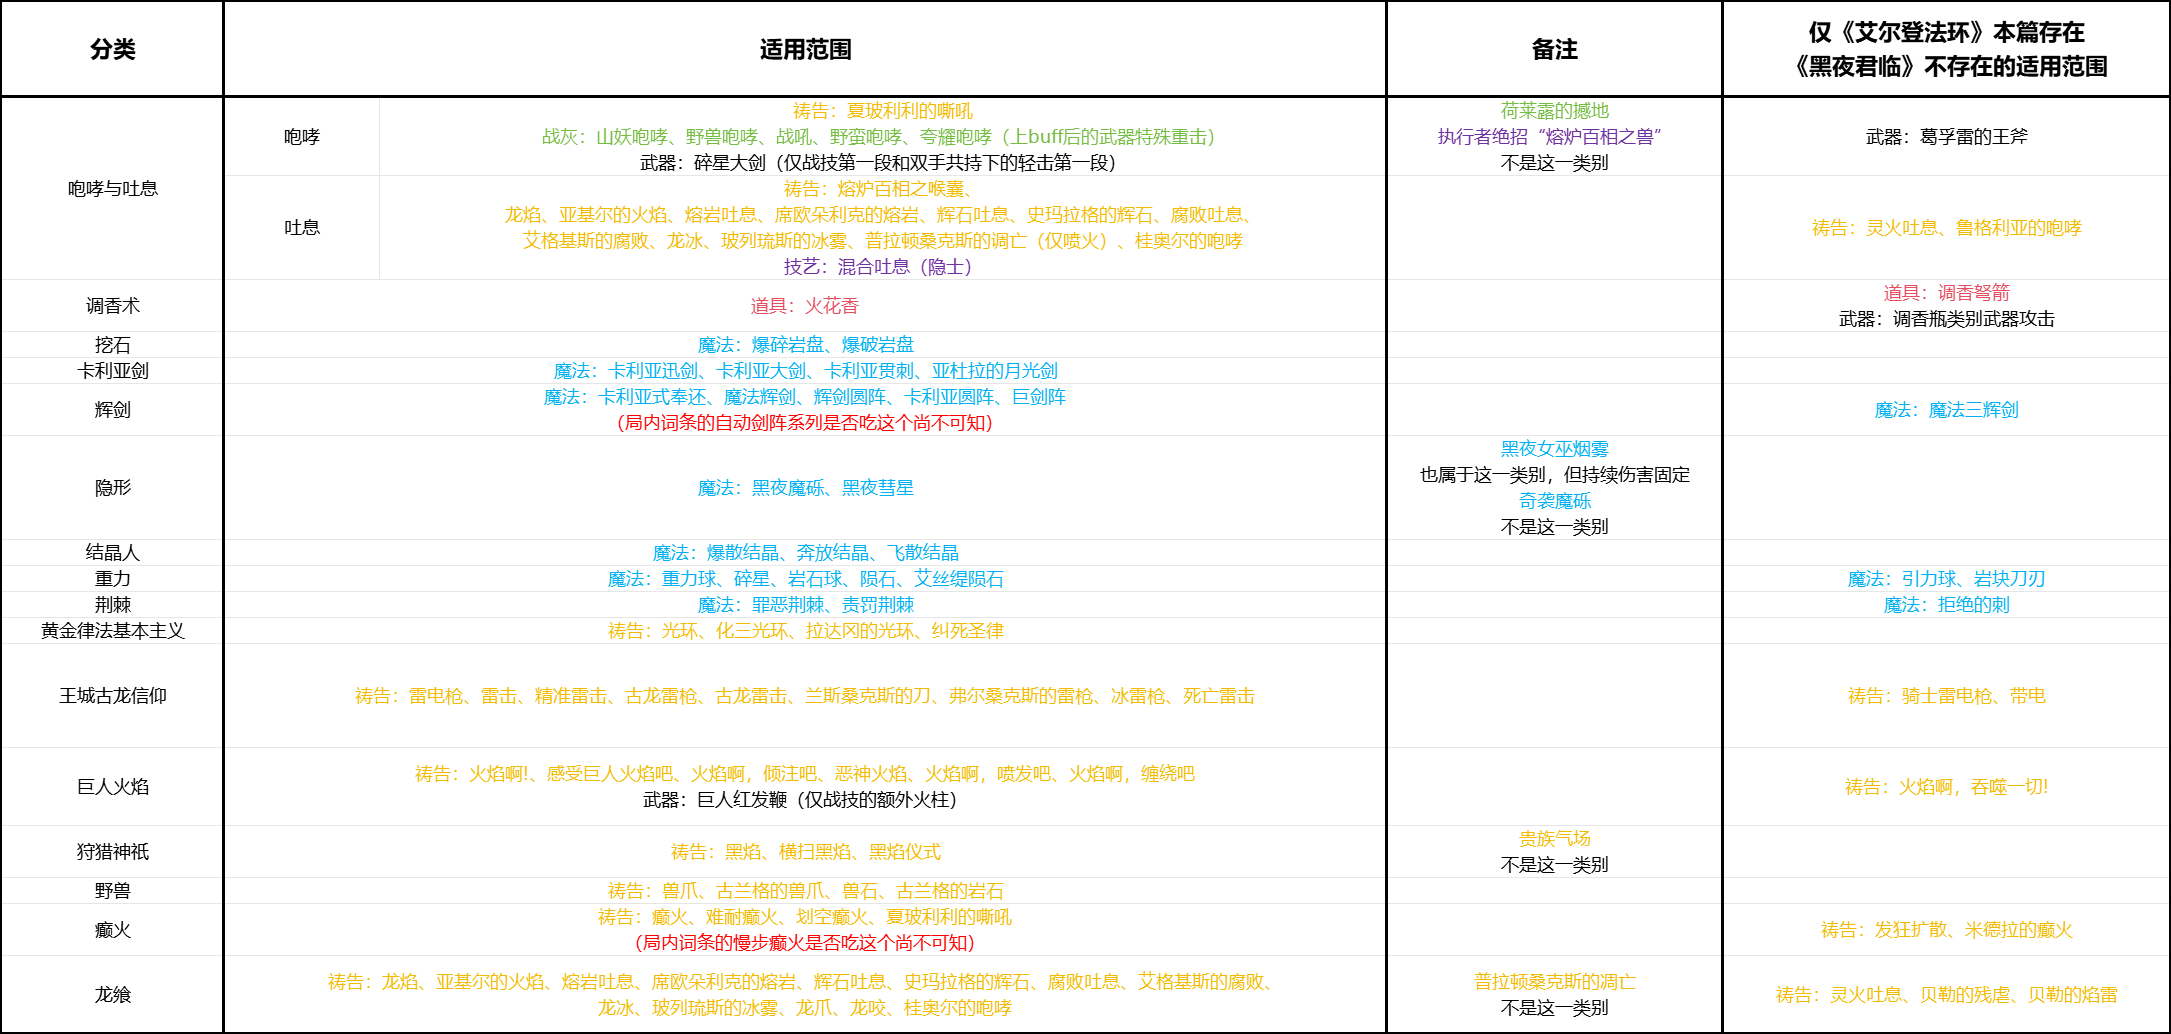 分类
适用范围
备注
仅《艾尔登法环》本篇存在
《黑夜君临》不存在的适用范围
咆哮与吐息
咆哮
祷告：夏玻利利的嘶吼
战灰：山妖咆哮、野兽咆哮、战吼、野蛮咆哮、夸耀咆哮（上buff后的武器特殊重击）
武器：碎星大剑（仅战技第一段和双手共持下的轻击第一段）
荷莱露的撼地
执行者绝招“熔炉百相之兽”
不是这一类别
武器：葛孚雷的王斧
吐息
祷告：熔炉百相之喉囊、
龙焰、亚基尔的火焰、熔岩吐息、席欧朵利克的熔岩、辉石吐息、史玛拉格的辉石、腐败吐息、
艾格基斯的腐败、龙冰、玻列琉斯的冰雾、普拉顿桑克斯的调亡（仅喷火）、桂奥尔的咆哮
技艺：混合吐息（隐士）
祷告：灵火吐息、鲁格利亚的咆哮
调香术
道具：火花香
道具：调香弩箭
武器：调香瓶类别武器攻击
挖石
魔法：爆碎岩盘、爆破岩盘
卡利亚剑
魔法：卡利亚迅剑、卡利亚大剑、卡利亚贯刺、亚杜拉的月光剑
辉剑
魔法：卡利亚式奉还、魔法辉剑、辉剑圆阵、卡利亚圆阵、巨剑阵
（局内词条的自动剑阵系列是否吃这个尚不可知）
魔法：魔法三辉剑
隐形
魔法：黑夜魔砾、黑夜彗星
黑夜女巫烟雾
也属于这一类别，但持续伤害固定
奇袭魔砾
不是这一类别
结晶人
魔法：爆散结晶、奔放结晶、飞散结晶
重力
魔法：重力球、碎星、岩石球、陨石、艾丝缇陨石
魔法：引力球、岩块刀刃
荆棘
魔法：罪恶荆棘、责罚荆棘
魔法：拒绝的刺
黄金律法基本主义
祷告：光环、化三光环、拉达冈的光环、纠死圣律
王城古龙信仰
祷告：雷电枪、雷击、精准雷击、古龙雷枪、古龙雷击、兰斯桑克斯的刀、弗尔桑克斯的雷枪、冰雷枪、死亡雷击
祷告：骑士雷电枪、带电
巨人火焰
祷告：火焰啊!、感受巨人火焰吧、火焰啊，倾注吧、恶神火焰、火焰啊，喷发吧、火焰啊，缠绕吧
武器：巨人红发鞭（仅战技的额外火柱）
祷告：火焰啊，吞噬一切!
狩猎神祇
祷告：黑焰、横扫黑焰、黑焰仪式
贵族气场
不是这一类别
野兽
祷告：兽爪、古兰格的兽爪、兽石、古兰格的岩石
癫火
祷告：癫火、难耐癫火、划空癫火、夏玻利利的嘶吼
（局内词条的慢步癫火是否吃这个尚不可知）
祷告：发狂扩散、米德拉的癫火
龙飨
祷告：龙焰、亚基尔的火焰、熔岩吐息、席欧朵利克的熔岩、辉石吐息、史玛拉格的辉石、腐败吐息、艾格基斯的腐败、
龙冰、玻列琉斯的冰雾、龙爪、龙咬、桂奥尔的咆哮
普拉顿桑克斯的凋亡
不是这一类别
祷告：灵火吐息、贝勒的残虐、贝勒的焰雷